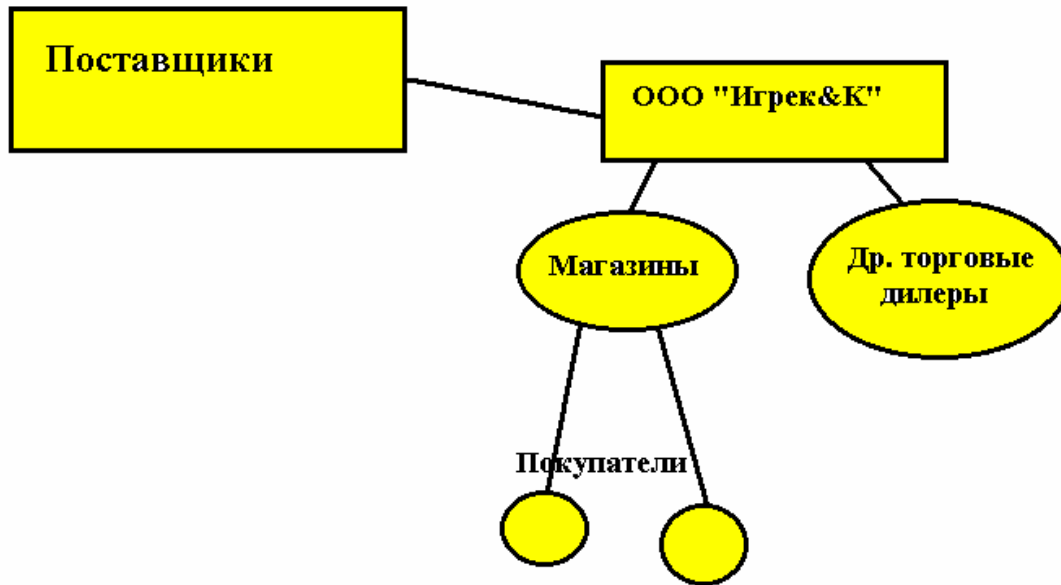 Поставщики
ООО "Игрек&К"
Магазины
Др. торговые
дилеры
Покупатели